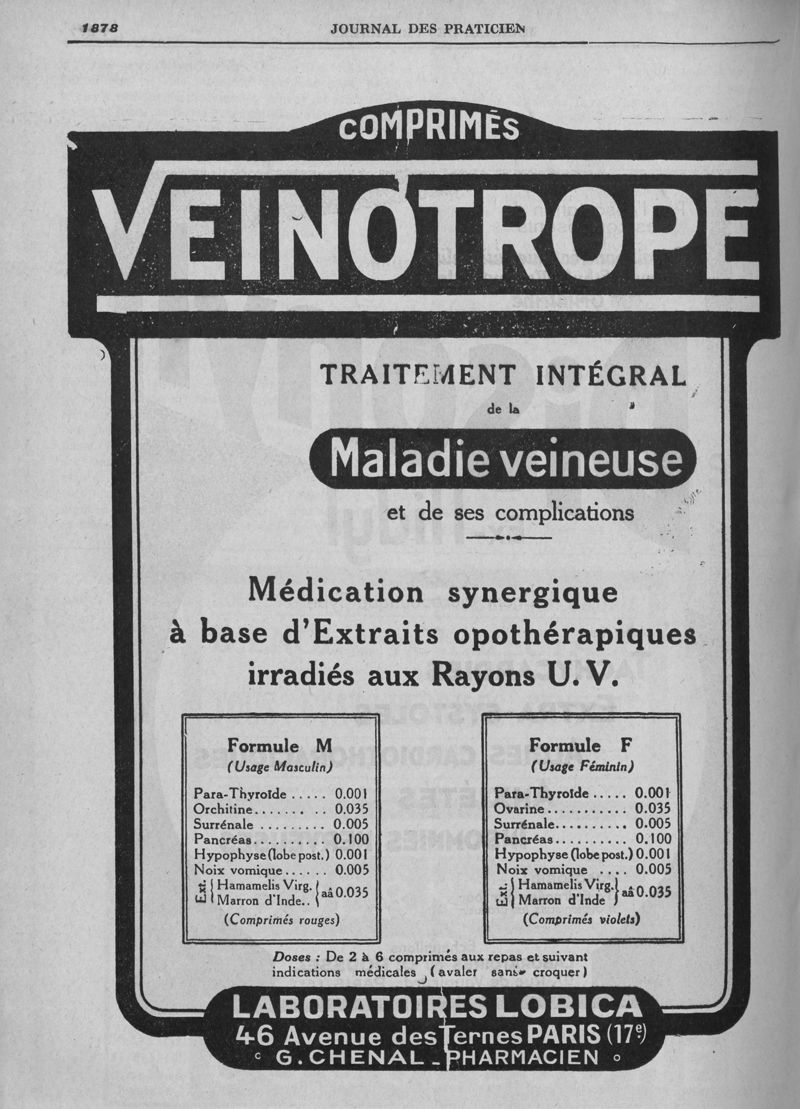 1878
JOURNAL DES PRATICIEN
COMPRIMÉS
VEINOTROPE
TRAITEMENT INTÉGRAL
de la
Maladie veineuse
et de ses complications
Médication synergique
à base d'Extraits opothérapiques
irradiés aux Rayons U.V.
Formule M
(Usage Masculin)
Para-Thyroïde ..... 0.001
Orchitine....... .. 0.035
Surrénale ......... 0.005
Pancréas.......... 0.100
Hypophyse (lobe post.) 0.001
Noix vomique ...... 0.005
Ext. { Hamamelis Virg. } aâ 0.035
Marron d'Inde..
(Comprimés rouges)
Formule F
(Usage Féminin)
Para-Thyroïde ..... 0.001
Ovarine........... 0.035
Surrénale.......... 0.005
Pancréas.......... 0.100
Hypophyse (lobe post.) 0.001
Noix vomique .... 0.005
Ext. { Hamamelis Virg. } aâ 0.035
Marron d'Inde
(Comprimés violets)
Doses : De 2 à 6 comprimés aux repas et suivant
indications médicales (avaler sans croquer)
LABORATOIRES LOBICA
46 Avenue des Ternes PARIS (17e)
G. CHENAL - PHARMACIEN